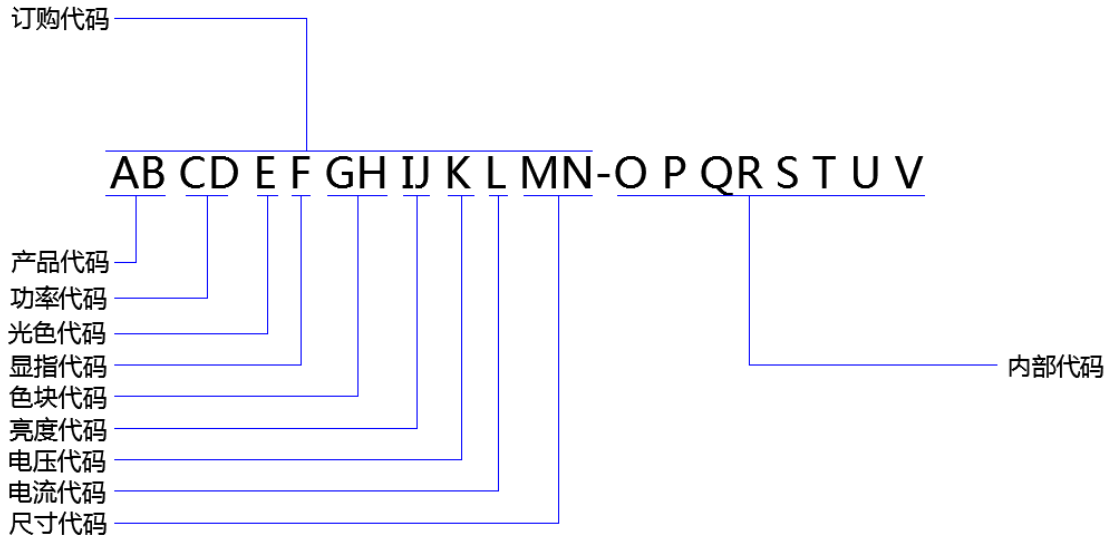 订购代码
AB CD E F GH IJ K L MN-O P QR S T U V
产品代码
功率代码
光色代码
显指代码
内部代码
色块代码
亮度代码
电压代码
电流代码
尺寸代码